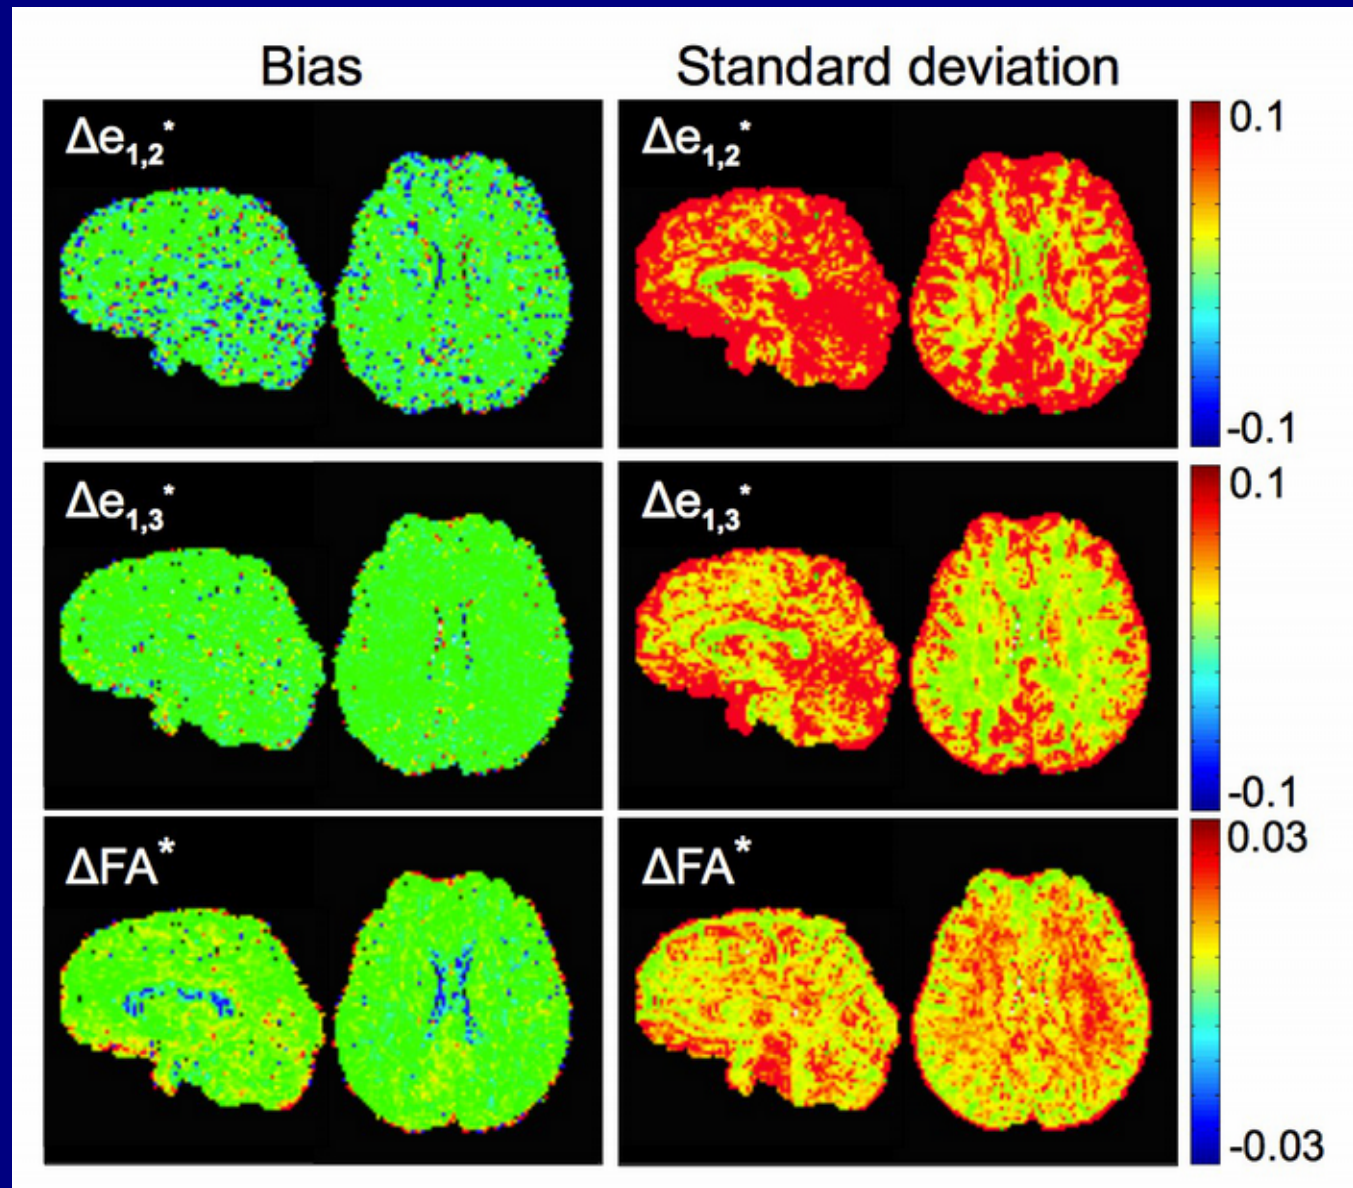 Bias Standard deviation
Δe1,2* Δe1,2* 0.1
-0.1
Δe1,3* Δe1,3* 0.1
-0.1
ΔFA* ΔFA* 0.03
-0.03